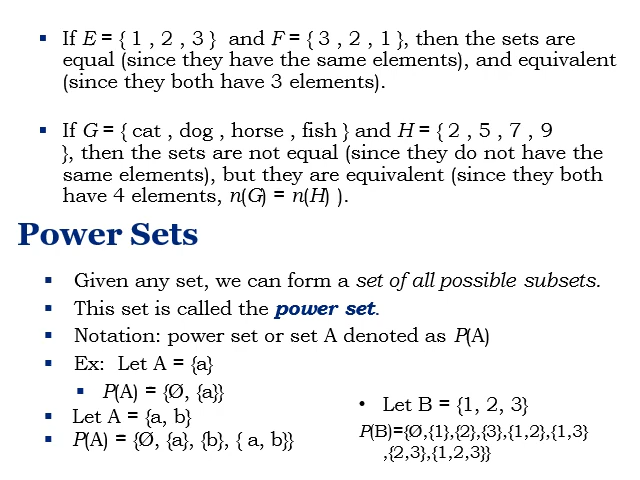 ▪ If E = { 1 , 2 , 3 } and F = { 3 , 2 , 1 }, then the sets are
equal (since they have the same elements), and equivalent
(since they both have 3 elements).
▪ If G = { cat , dog , horse , fish } and H = { 2 , 5 , 7 , 9
}, then the sets are not equal (since they do not have the
same elements), but they are equivalent (since they both
have 4 elements, n(G) = n(H) ).
Power Sets
▪ Given any set, we can form a set of all possible subsets.
▪ This set is called the power set.
▪ Notation: power set or set A denoted as P(A)
▪ Ex: Let A = {a}
▪ P(A) = {Ø, {a}}
▪ Let A = {a, b}
▪ P(A) = {Ø, {a}, {b}, { a, b}}
• Let B = {1, 2, 3}
P(B)={Ø,{1},{2},{3},{1,2},{1,3}
,{2,3},{1,2,3}}